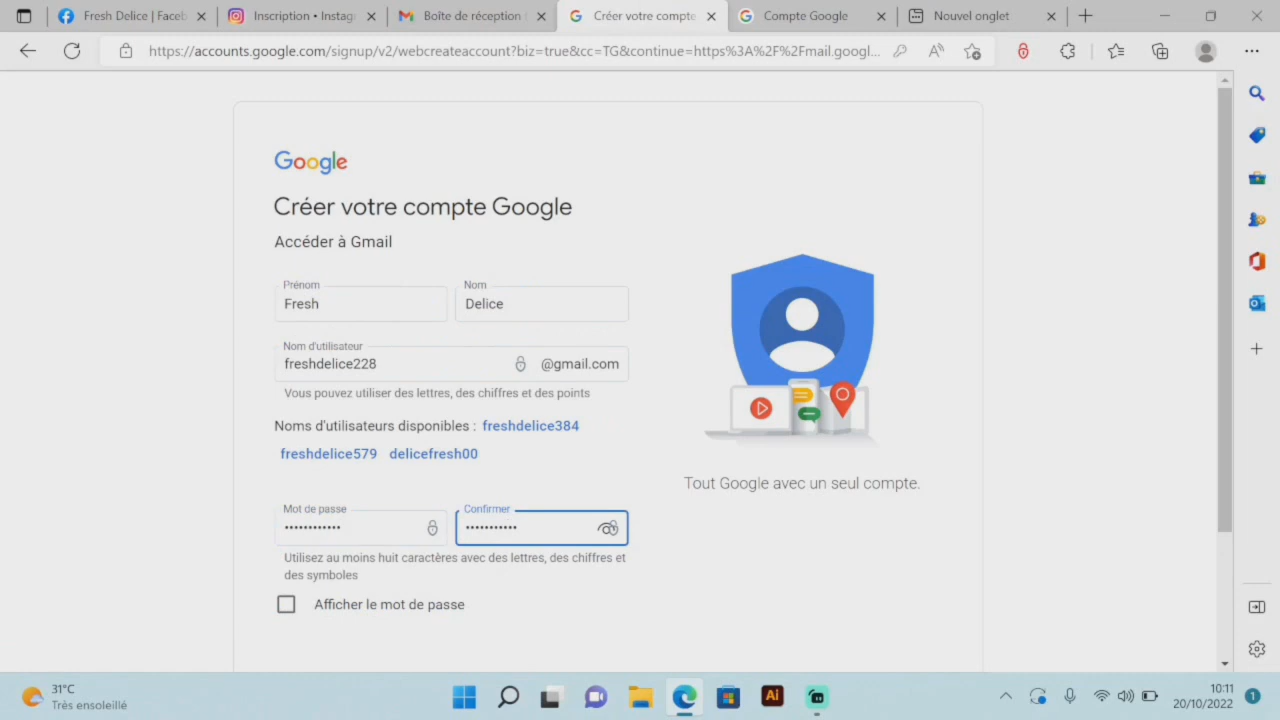 Fresh Delice | Faceb
Inscription • Instag
Boîte de réception
Créer votre compte
Compte Google
Nouvel onglet
https://accounts.google.com/signup/v2/webcreateaccount?biz=true&cc=TG&continue=https%3A%2F%2Fmail.googl...
Google
Créer votre compte Google
Accéder à Gmail
Prénom
Nom
Fresh
Delice
Nom d'utilisateur
freshdelice228
@gmail.com
Vous pouvez utiliser des lettres, des chiffres et des points
Noms d'utilisateurs disponibles : freshdelice384
freshdelice579 delicefresh00
Tout Google avec un seul compte.
Mot de passe
Confirmer
••••••••••••
•••••••••••
Utilisez au moins huit caractères avec des lettres, des chiffres et
des symboles
Afficher le mot de passe
31°C
Très ensoleillé
Ai
10:11
20/10/2022
1